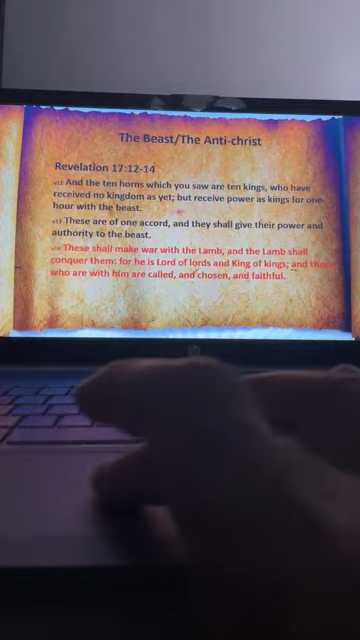 The Beast/The Anti-christ
Revelation 17:12-14
v12 And the ten horns which you saw are ten kings, who have
received no kingdom as yet; but receive power as kings for one
hour with the beast.
v13 These are of one accord, and they shall give their power and
authority to the beast.
v14 These shall make war with the Lamb, and the Lamb shall
conquer them: for he is Lord of lords and King of kings; and those
who are with him are called, and chosen, and faithful.